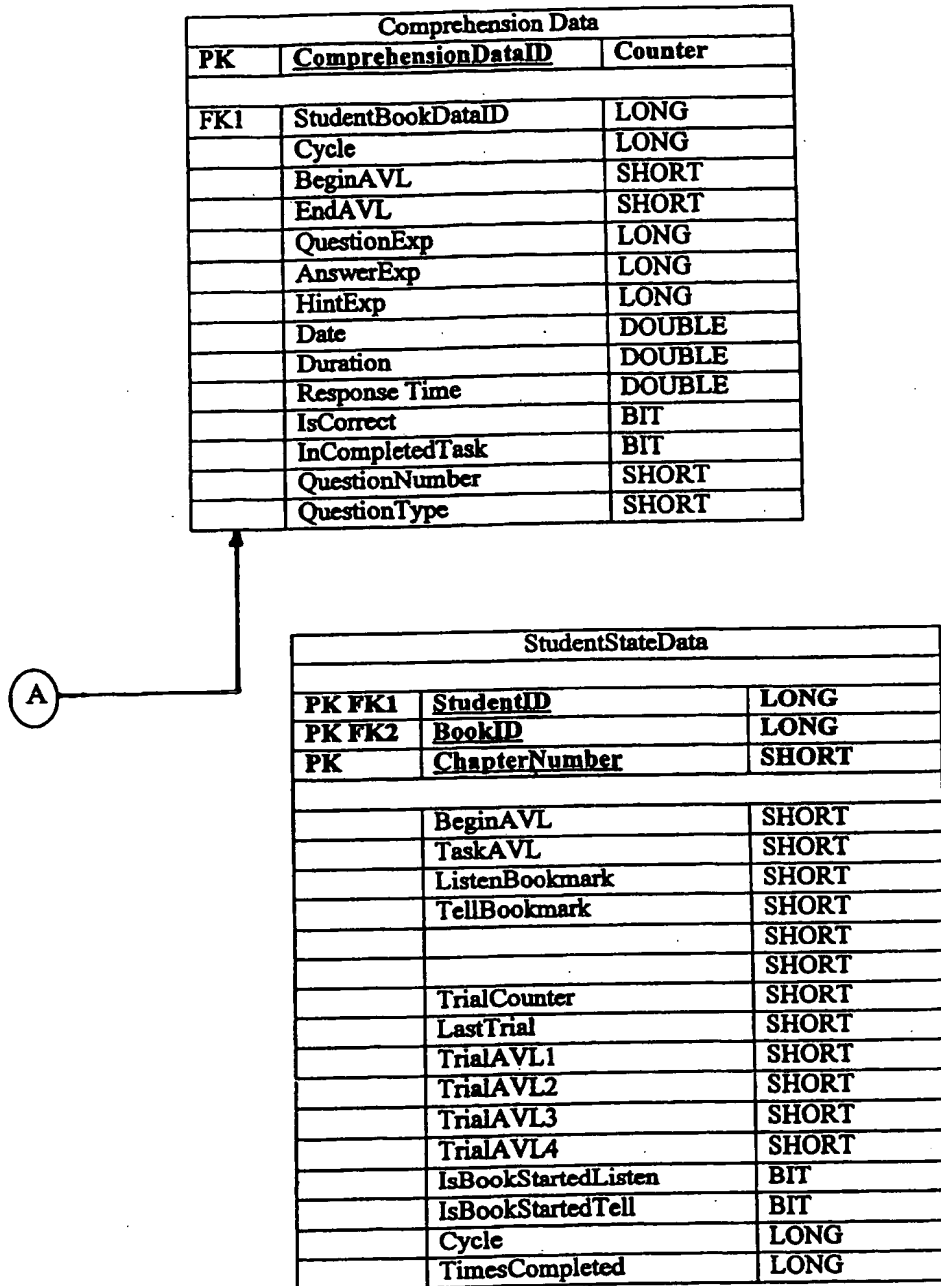 Comprehension Data
PK ComprehensionDataID Counter
FK1 StudentBookDataID LONG
Cycle LONG
BeginAVL SHORT
EndAVL SHORT
QuestionExp LONG
AnswerExp LONG
HintExp LONG
Date DOUBLE
Duration DOUBLE
Response Time DOUBLE
IsCorrect BIT
InCompletedTask BIT
QuestionNumber SHORT
QuestionType SHORT
A
StudentStateData
PK FK1 StudentID LONG
PK FK2 BookID LONG
PK ChapterNumber SHORT
BeginAVL SHORT
TaskAVL SHORT
ListenBookmark SHORT
TellBookmark SHORT
SHORT
SHORT
TrialCounter SHORT
LastTrial SHORT
TrialAVL1 SHORT
TrialAVL2 SHORT
TrialAVL3 SHORT
TrialAVL4 SHORT
IsBookStartedListen BIT
IsBookStartedTell BIT
Cycle LONG
TimesCompleted LONG